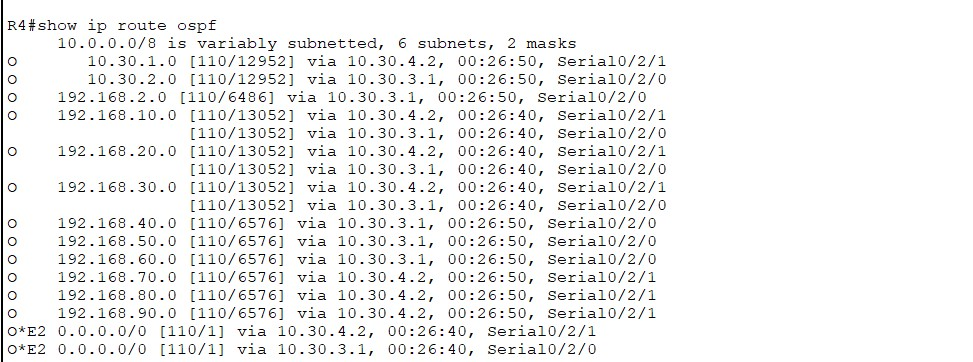 R4#show ip route ospf
     10.0.0.0/8 is variably subnetted, 6 subnets, 2 masks
O       10.30.1.0 [110/12952] via 10.30.4.2, 00:26:50, Serial0/2/1
O       10.30.2.0 [110/12952] via 10.30.3.1, 00:26:50, Serial0/2/0
O    192.168.2.0 [110/6486] via 10.30.3.1, 00:26:50, Serial0/2/0
O    192.168.10.0 [110/13052] via 10.30.4.2, 00:26:40, Serial0/2/1
                  [110/13052] via 10.30.3.1, 00:26:40, Serial0/2/0
O    192.168.20.0 [110/13052] via 10.30.4.2, 00:26:40, Serial0/2/1
                  [110/13052] via 10.30.3.1, 00:26:40, Serial0/2/0
O    192.168.30.0 [110/13052] via 10.30.4.2, 00:26:40, Serial0/2/1
                  [110/13052] via 10.30.3.1, 00:26:40, Serial0/2/0
O    192.168.40.0 [110/6576] via 10.30.3.1, 00:26:50, Serial0/2/0
O    192.168.50.0 [110/6576] via 10.30.3.1, 00:26:50, Serial0/2/0
O    192.168.60.0 [110/6576] via 10.30.3.1, 00:26:50, Serial0/2/0
O    192.168.70.0 [110/6576] via 10.30.4.2, 00:26:50, Serial0/2/1
O    192.168.80.0 [110/6576] via 10.30.4.2, 00:26:50, Serial0/2/1
O    192.168.90.0 [110/6576] via 10.30.4.2, 00:26:50, Serial0/2/1
O*E2 0.0.0.0/0 [110/1] via 10.30.4.2, 00:26:40, Serial0/2/1
O*E2 0.0.0.0/0 [110/1] via 10.30.3.1, 00:26:40, Serial0/2/0